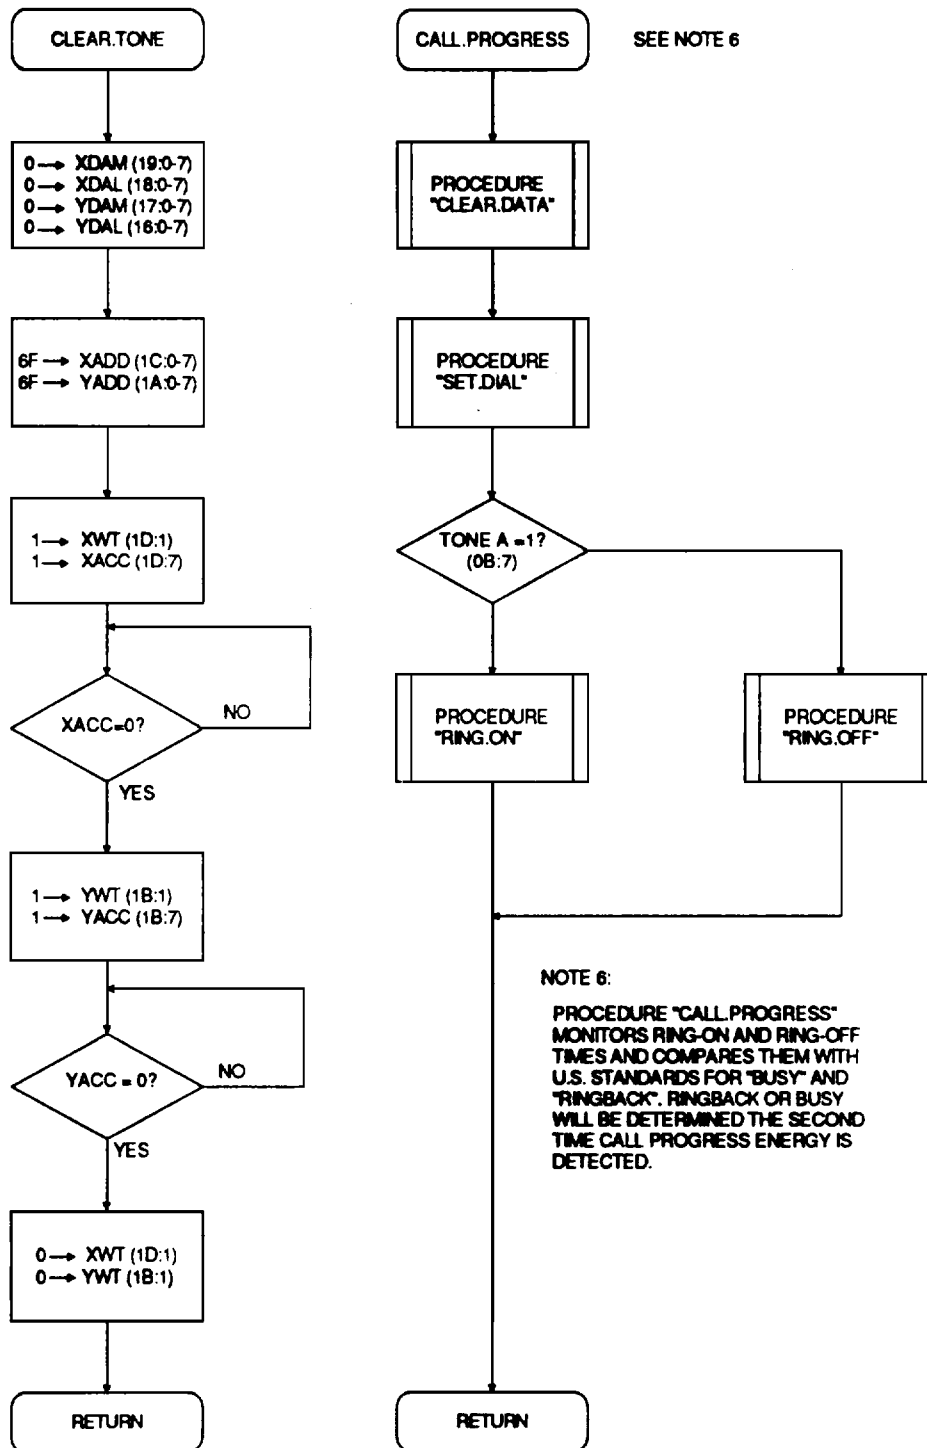 CLEAR.TONE
0 → XDAM (19:0-7)
0 → XDAL (18:0-7)
0 → YDAM (17:0-7)
0 → YDAL (16:0-7)
6F → XADD (1C:0-7)
6F → YADD (1A:0-7)
1 → XWT (1D:1)
1 → XACC (1D:7)
XACC=0?
NO
YES
1 → YWT (1B:1)
1 → YACC (1B:7)
YACC = 0?
NO
YES
0 → XWT (1D:1)
0 → YWT (1B:1)
RETURN
CALL.PROGRESS
SEE NOTE 6
PROCEDURE
"CLEAR.DATA"
PROCEDURE
"SET.DIAL"
TONE A =1?
(0B:7)
PROCEDURE
"RING.ON"
PROCEDURE
"RING.OFF"
NOTE 6:
PROCEDURE "CALL.PROGRESS"
MONITORS RING-ON AND RING-OFF
TIMES AND COMPARES THEM WITH
U.S. STANDARDS FOR "BUSY" AND
"RINGBACK". RINGBACK OR BUSY
WILL BE DETERMINED THE SECOND
TIME CALL PROGRESS ENERGY IS
DETECTED.
RETURN